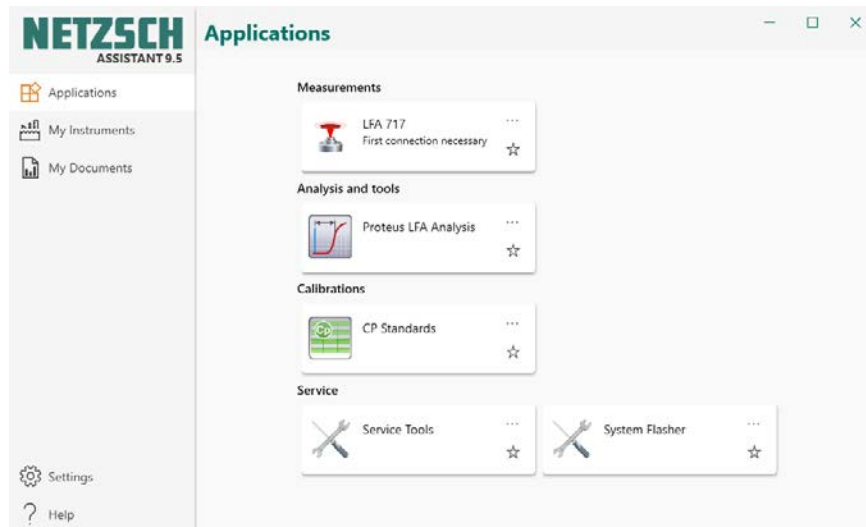 NETZSCH
ASSISTANT 9.5
Applications
Applications
My Instruments
My Documents
Settings
Help
Measurements
LFA 717
First connection necessary
Analysis and tools
Proteus LFA Analysis
Calibrations
Cp
CP Standards
Service
Service Tools
System Flasher